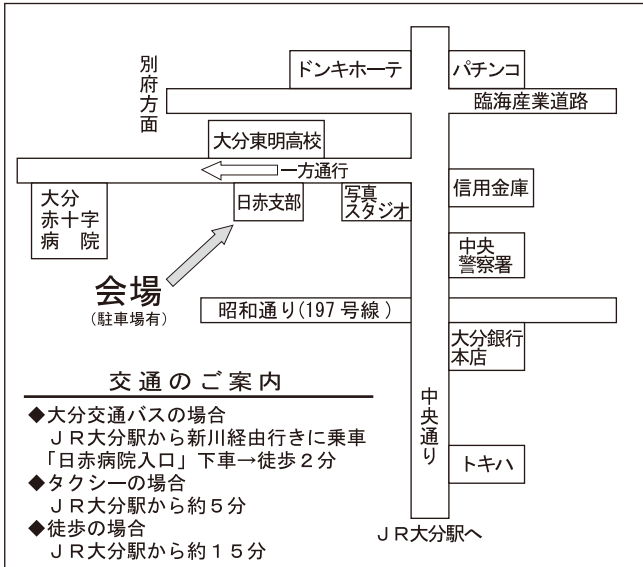 ドンキホーテ
パチンコ
別府方面
臨海産業道路
大分東明高校
一方通行
大分
赤十字
病院
日赤支部
写真
スタジオ
信用金庫
中央
警察署
会場
(駐車場有)
昭和通り(197号線)
大分銀行
本店
中央通り
トキハ
JR大分駅へ
交通のご案内
◆大分交通バスの場合
JR大分駅から新川経由行きに乗車
「日赤病院入口」下車→徒歩2分
◆タクシーの場合
JR大分駅から約5分
◆徒歩の場合
JR大分駅から約15分